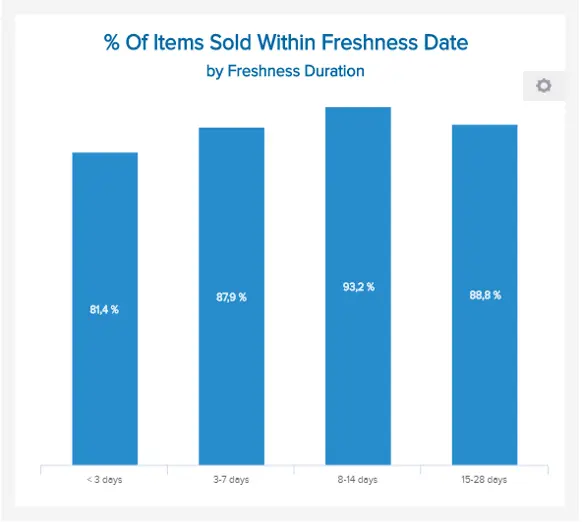 % Of Items Sold Within Freshness Date
by Freshness Duration
81,4 %
87,9 %
93,2 %
88,8 %
< 3 days
3-7 days
8-14 days
15-28 days